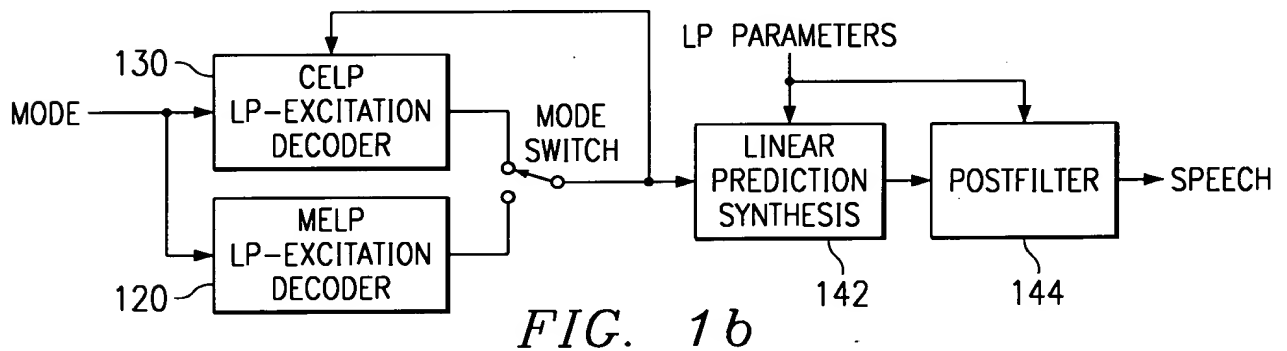 LP PARAMETERS
130
CELP
LP-EXCITATION
DECODER
MODE
MODE
SWITCH
LINEAR
PREDICTION
SYNTHESIS
POSTFILTER
SPEECH
MELP
LP-EXCITATION
DECODER
120
142
144
FIG. 1b